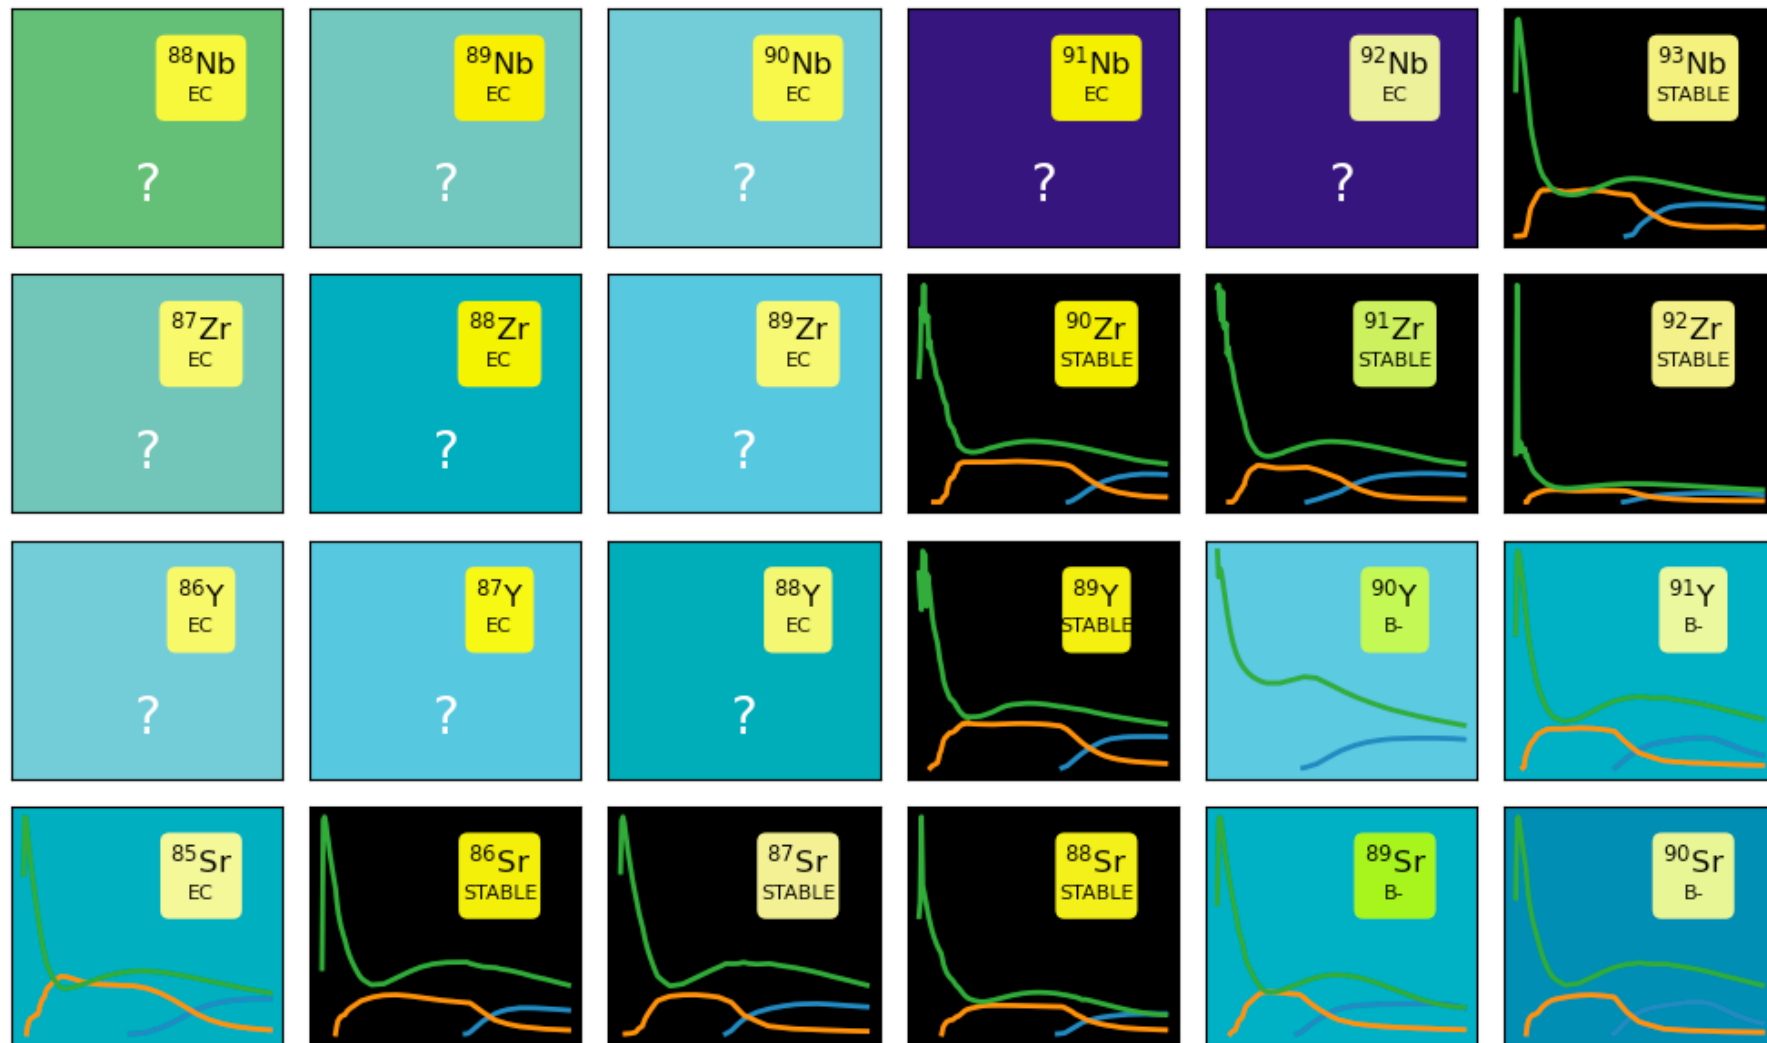 88Nb
EC
?
89Nb
EC
?
90Nb
EC
?
91Nb
EC
?
92Nb
EC
?
93Nb
STABLE
87Zr
EC
?
88Zr
EC
?
89Zr
EC
?
90Zr
STABLE
91Zr
STABLE
92Zr
STABLE
86Y
EC
?
87Y
EC
?
88Y
EC
?
89Y
STABLE
90Y
B-
91Y
B-
85Sr
EC
86Sr
STABLE
87Sr
STABLE
88Sr
STABLE
89Sr
B-
90Sr
B-